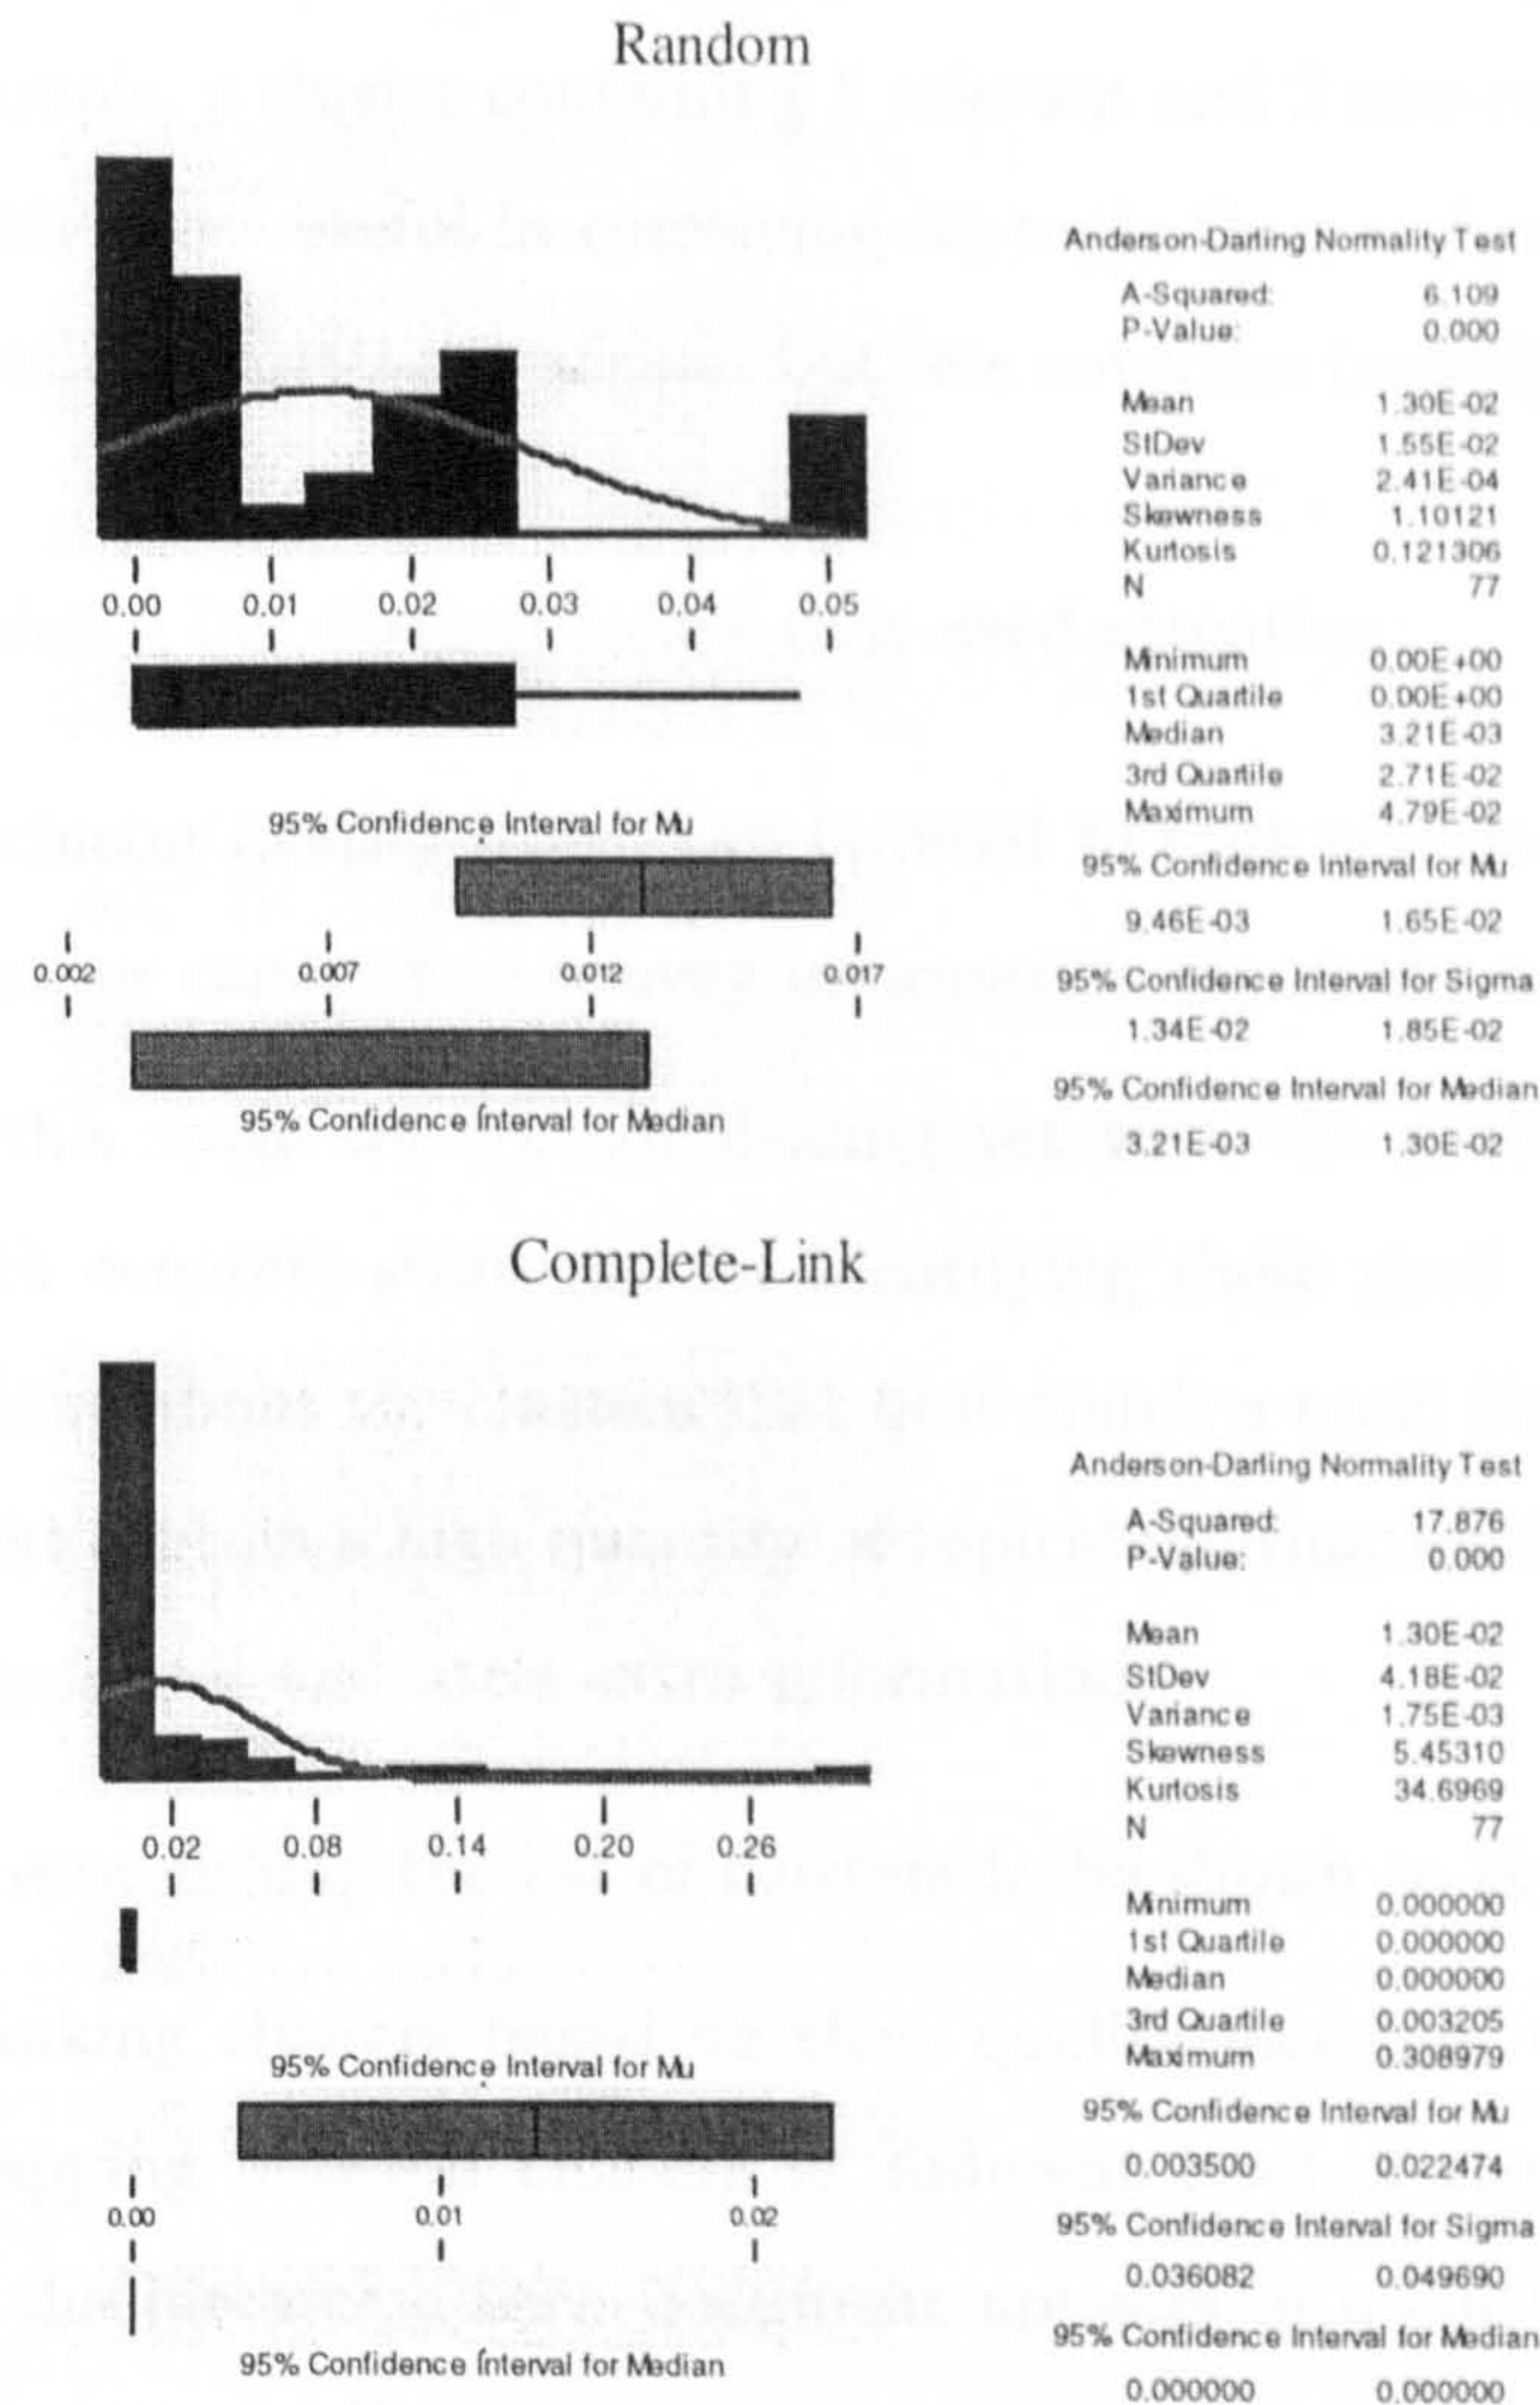 Random
Anderson-Darling Normality Test
A-Squared: 6.109
P-Value: 0.000
Mean 1.30E-02
StDev 1.55E-02
Variance 2.41E-04
Skewness 1.10121
Kurtosis 0.121306
N 77
Minimum 0.00E+00
1st Quartile 0.00E+00
Median 3.21E-03
3rd Quartile 2.71E-02
Maximum 4.79E-02
95% Confidence Interval for Mu
9.46E-03 1.65E-02
95% Confidence Interval for Sigma
1.34E-02 1.85E-02
95% Confidence Interval for Median
3.21E-03 1.30E-02
0.00 0.01 0.02 0.03 0.04 0.05
95% Confidence Interval for Mu
0.002 0.007 0.012 0.017
95% Confidence Interval for Median
Complete-Link
Anderson-Darling Normality Test
A-Squared: 17.876
P-Value: 0.000
Mean 1.30E-02
StDev 4.18E-02
Variance 1.75E-03
Skewness 5.45310
Kurtosis 34.6969
N 77
Minimum 0.000000
1st Quartile 0.000000
Median 0.000000
3rd Quartile 0.003205
Maximum 0.308979
95% Confidence Interval for Mu
0.003500 0.022474
95% Confidence Interval for Sigma
0.036082 0.049690
95% Confidence Interval for Median
0.000000 0.000000
0.02 0.08 0.14 0.20 0.26
95% Confidence Interval for Mu
0.00 0.01 0.02
95% Confidence Interval for Median